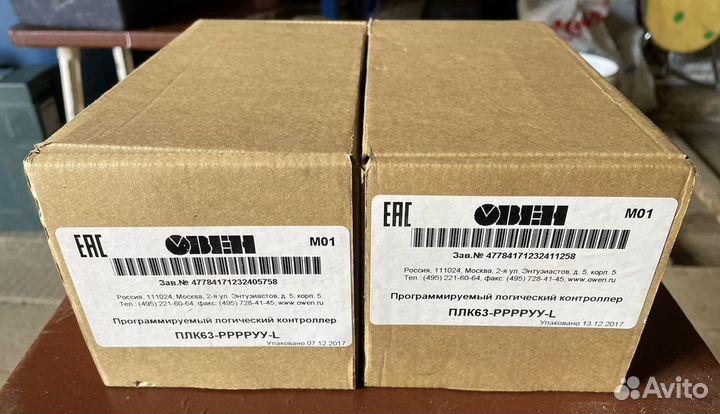 EAC ОВЕН М01
Зав.№ 47784171232405758
Россия, 111024, Москва, 2-я ул. Энтузиастов, д. 5, корп. 5.
Тел.: (495) 221-60-64, факс: (495) 728-41-45, www.owen.ru
Программируемый логический контроллер
ПЛК63-РРРРУУ-L
Упаковано 07.12.2017
EAC ОВЕН М01
Зав.№ 47784171232411258
Россия, 111024, Москва, 2-я ул. Энтузиастов, д. 5, корп. 5.
Тел.: (495) 221-60-64, факс: (495) 728-41-45, www.owen.ru
Программируемый логический контроллер
ПЛК63-РРРРУУ-L
Упаковано 13.12.2017
Avito